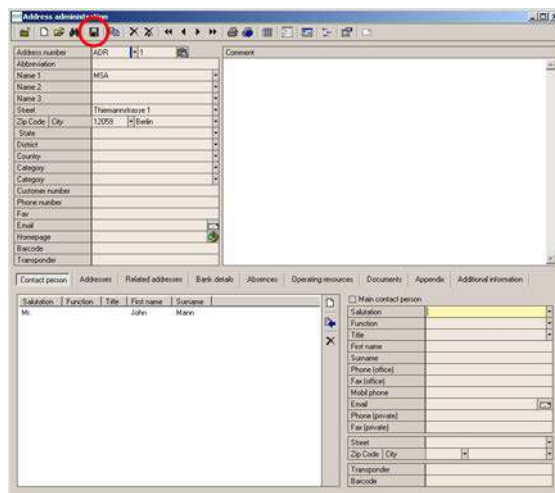 Address administration
Address number ADR 1 Comment
Abbreviation
Name 1 MSA
Name 2
Name 3
Street Thiemannstrasse 1
Zip Code City 12059 Berlin
State
District
Country
Category
Category
Customer number
Phone number
Fax
Email
Homepage
Barcode
Transponder
Contact person Addresses Related addresses Bank details Absences Operating resources Documents Appendix Additional information
Salutation Function Title First name Surname
Mr. John Mann
Main contact person
Salutation
Function
Title
First name
Surname
Phone (office)
Fax (office)
Mobil phone
Email
Phone (private)
Fax (private)
Street
Zip Code City
Transponder
Barcode